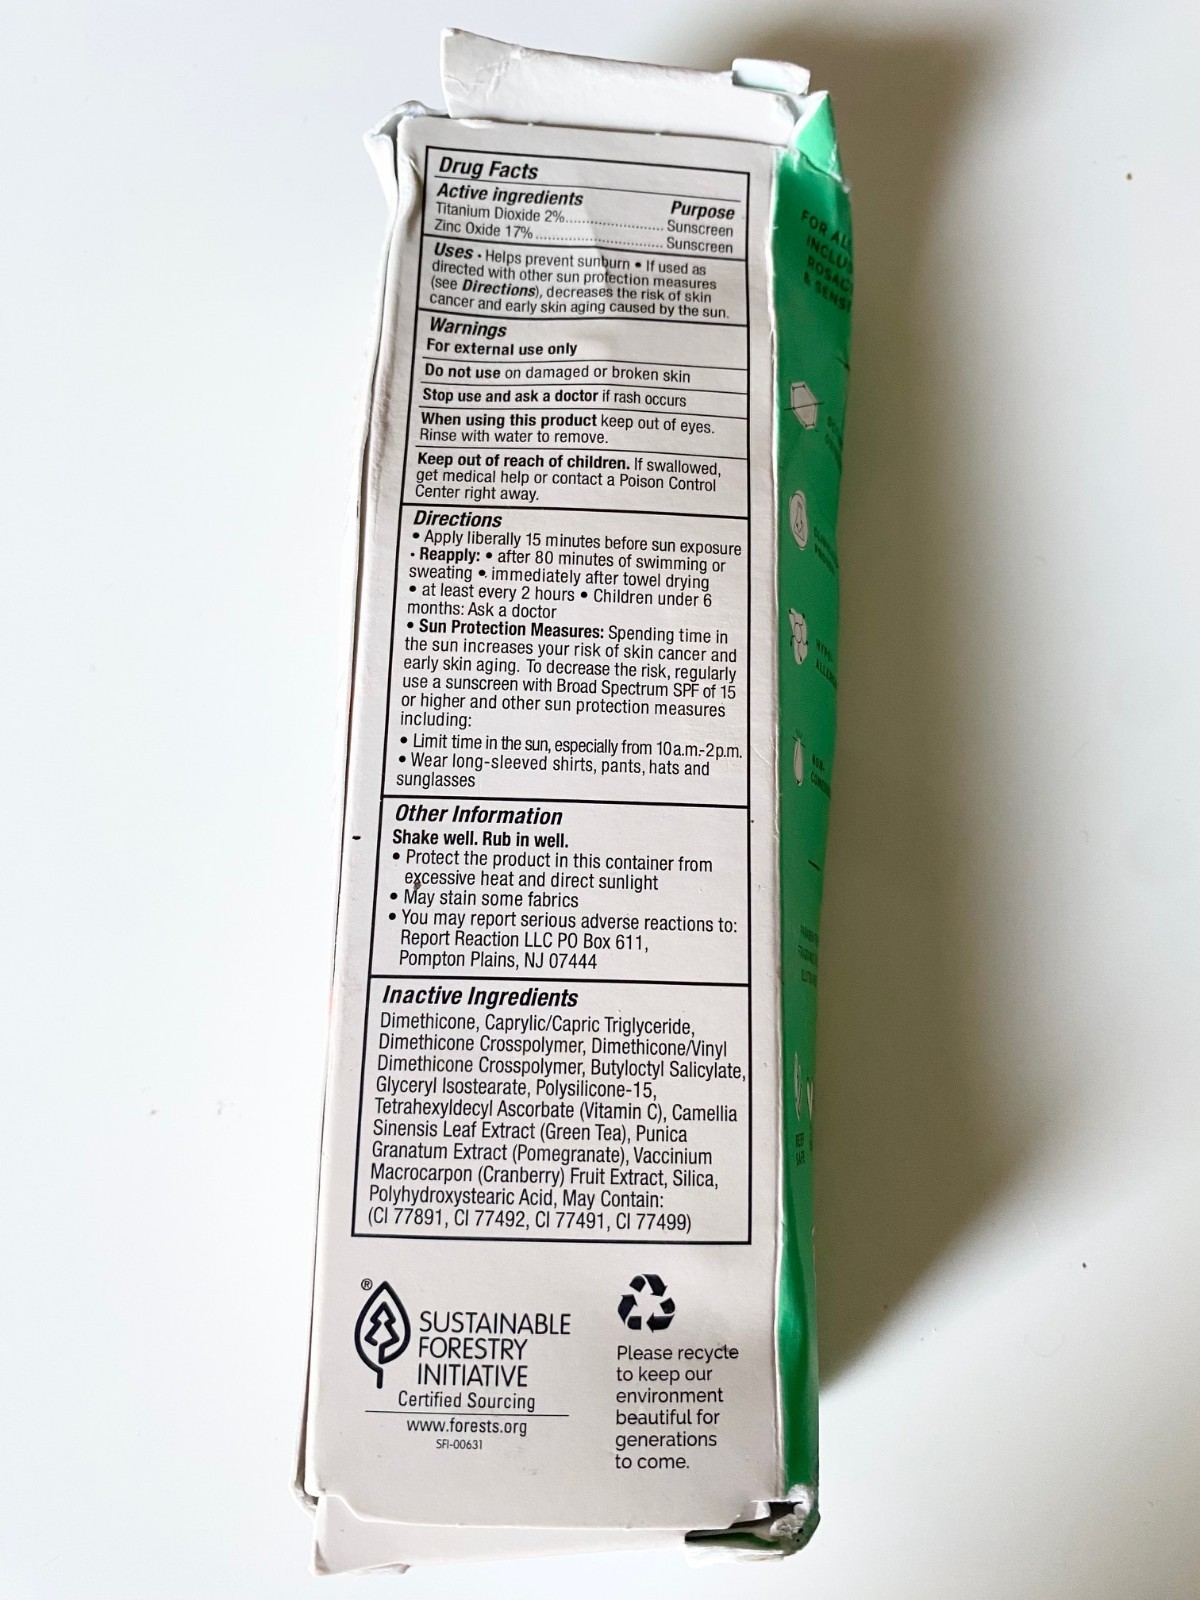 Drug Facts
Active ingredients Purpose
Titanium Dioxide 2%........................ Sunscreen
Zinc Oxide 17%................................ Sunscreen
Uses • Helps prevent sunburn • If used as
directed with other sun protection measures
(see Directions), decreases the risk of skin
cancer and early skin aging caused by the sun.
Warnings
For external use only
Do not use on damaged or broken skin
Stop use and ask a doctor if rash occurs
When using this product keep out of eyes.
Rinse with water to remove.
Keep out of reach of children. If swallowed,
get medical help or contact a Poison Control
Center right away.
Directions
• Apply liberally 15 minutes before sun exposure
• Reapply: • after 80 minutes of swimming or
sweating • immediately after towel drying
• at least every 2 hours • Children under 6
months: Ask a doctor
• Sun Protection Measures: Spending time in
the sun increases your risk of skin cancer and
early skin aging. To decrease the risk, regularly
use a sunscreen with Broad Spectrum SPF of 15
or higher and other sun protection measures
including:
• Limit time in the sun, especially from 10 a.m.-2 p.m.
• Wear long-sleeved shirts, pants, hats and
sunglasses
Other Information
Shake well. Rub in well.
• Protect the product in this container from
excessive heat and direct sunlight
• May stain some fabrics
• You may report serious adverse reactions to:
Report Reaction LLC PO Box 611,
Pompton Plains, NJ 07444
Inactive Ingredients
Dimethicone, Caprylic/Capric Triglyceride,
Dimethicone Crosspolymer, Dimethicone/Vinyl
Dimethicone Crosspolymer, Butyloctyl Salicylate,
Glyceryl Isostearate, Polysilicone-15,
Tetrahexyldecyl Ascorbate (Vitamin C), Camellia
Sinensis Leaf Extract (Green Tea), Punica
Granatum Extract (Pomegranate), Vaccinium
Macrocarpon (Cranberry) Fruit Extract, Silica,
Polyhydroxystearic Acid, May Contain:
(CI 77891, CI 77492, CI 77491, CI 77499)
®
SUSTAINABLE
FORESTRY
INITIATIVE
Certified Sourcing
www.forests.org
SFI-00631
Please recycle
to keep our
environment
beautiful for
generations
to come.
FOR
REEF
SAFE